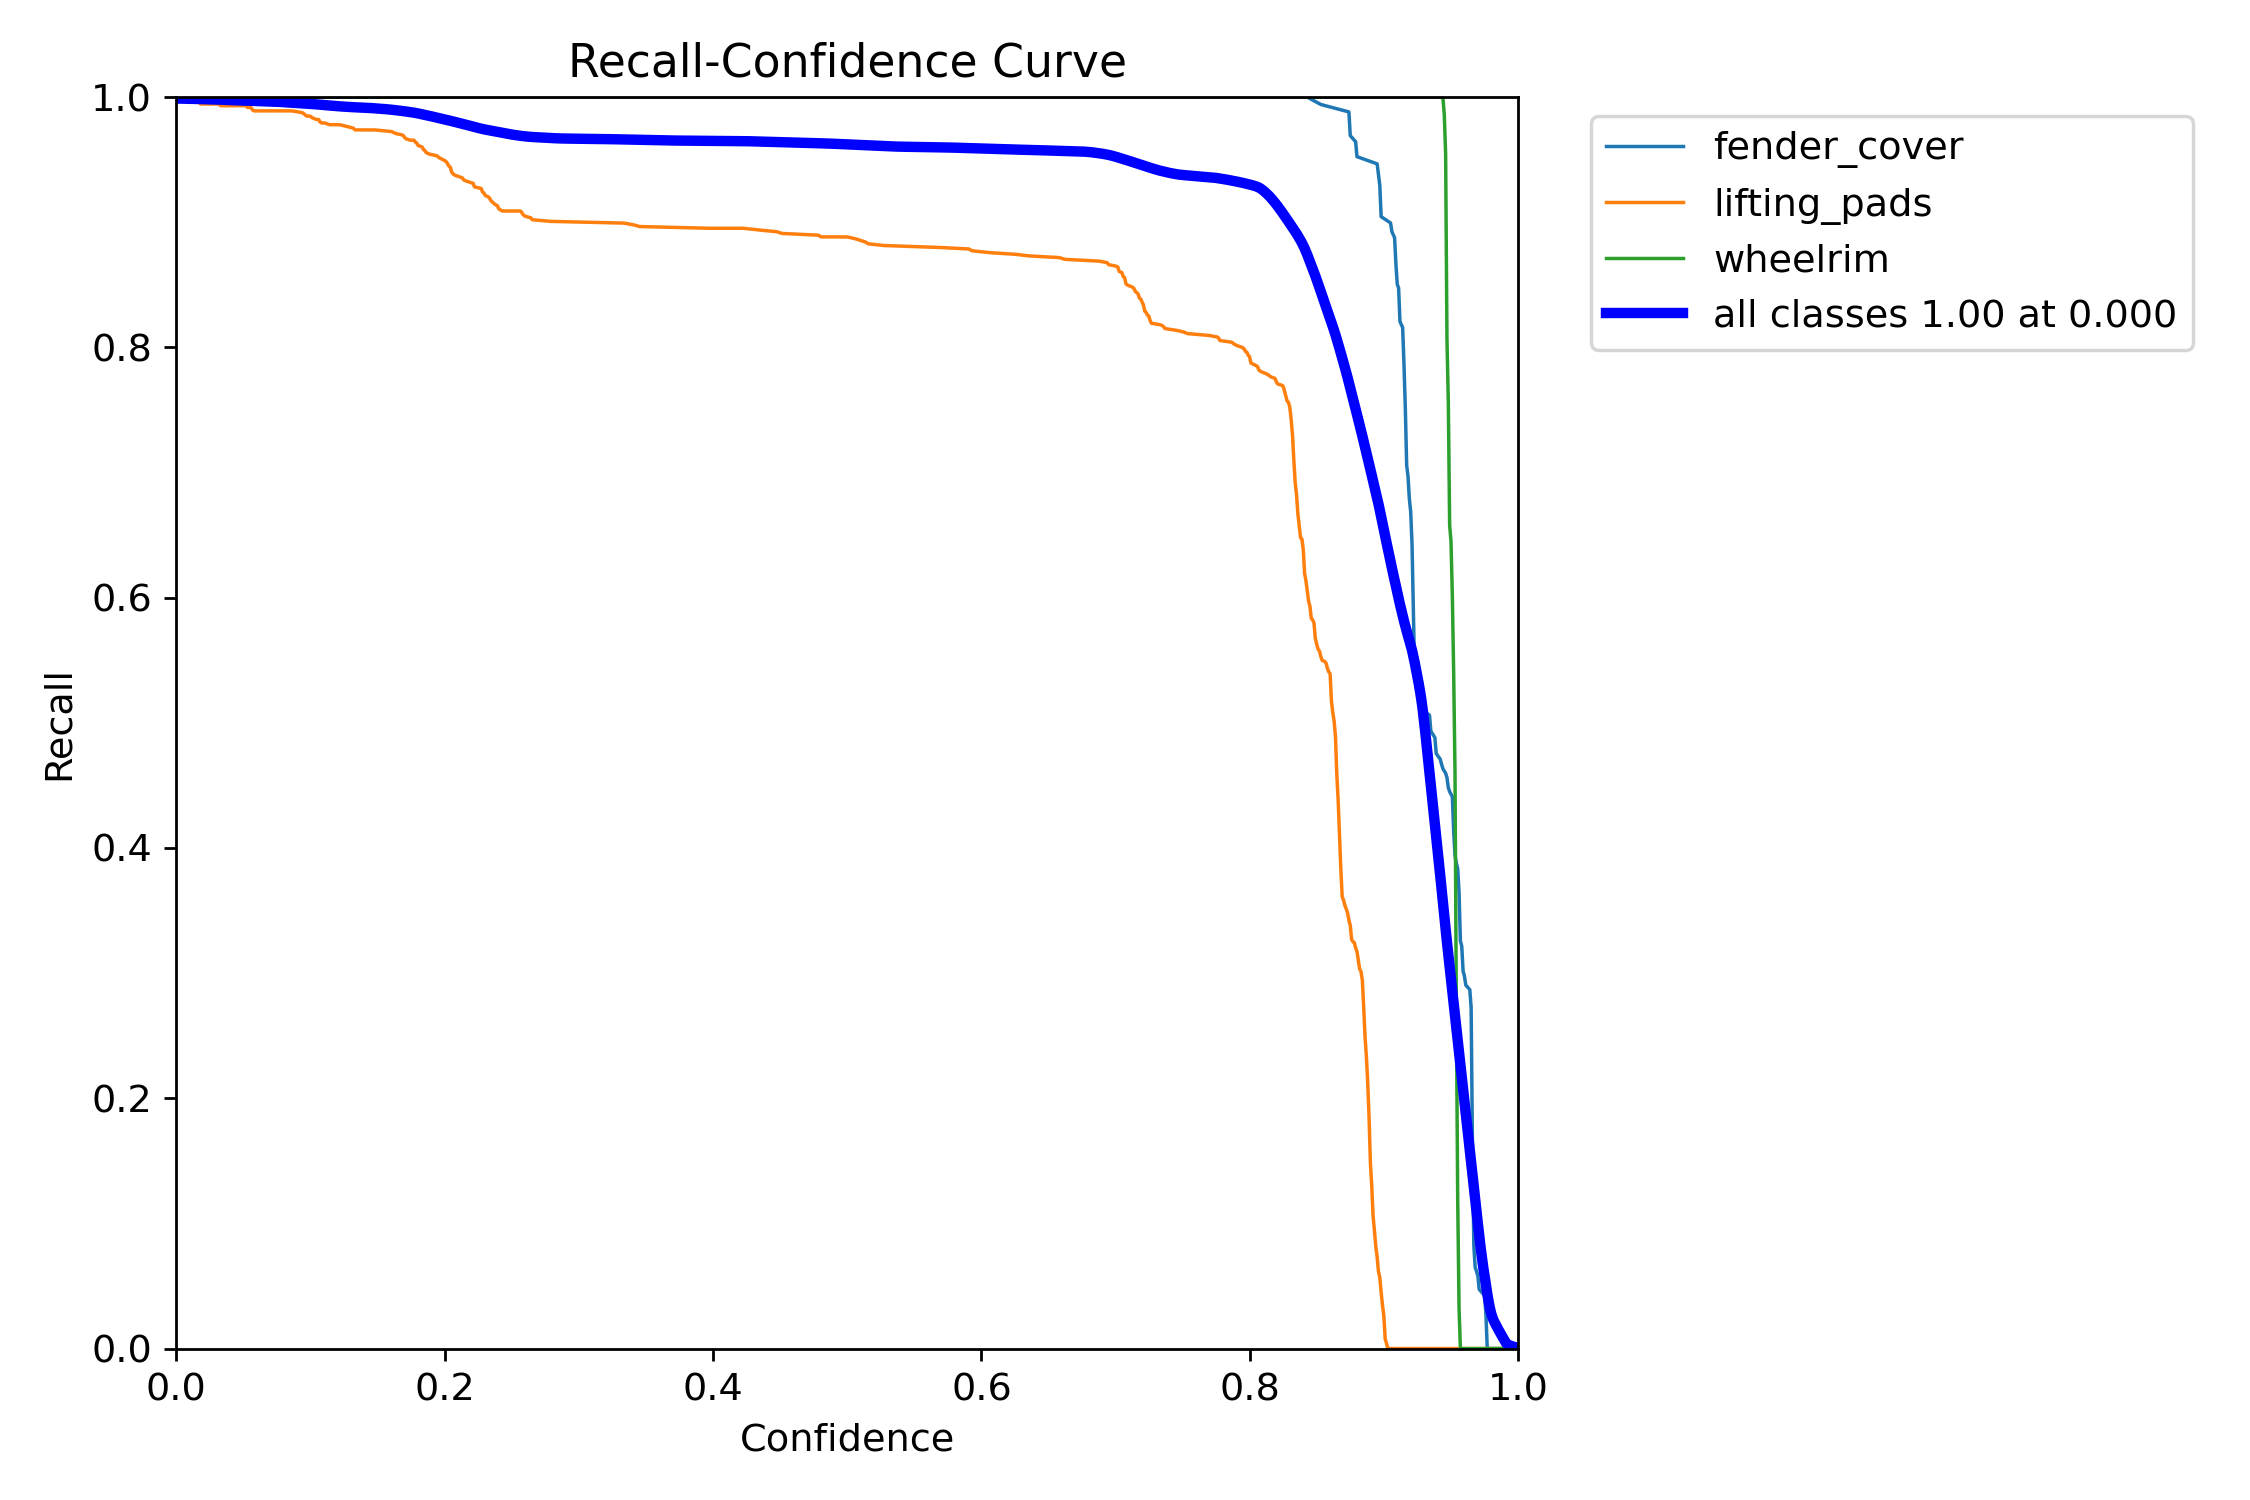 Recall-Confidence Curve
1.0
0.8
0.6
0.4
0.2
0.0
Recall
0.0 0.2 0.4 0.6 0.8 1.0
Confidence
fender_cover
lifting_pads
wheelrim
all classes 1.00 at 0.000